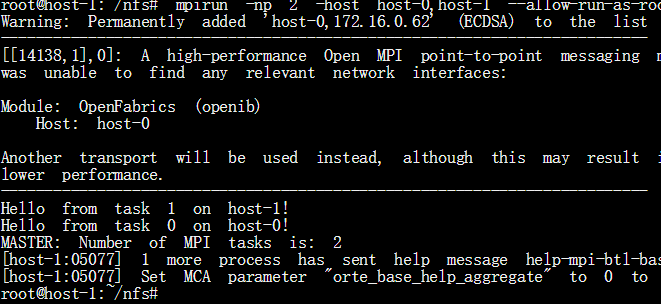 root@host-1:~/nfs# mpirun -np 2 -host host-0,host-1 --allow-run-as-roo
Warning: Permanently added 'host-0,172.16.0.62' (ECDSA) to the list
--------------------------------------------------------------------------
[[14138,1],0]: A high-performance Open MPI point-to-point messaging m
was unable to find any relevant network interfaces:
Module: OpenFabrics (openib)
Host: host-0
Another transport will be used instead, although this may result i
lower performance.
--------------------------------------------------------------------------
Hello from task 1 on host-1!
Hello from task 0 on host-0!
MASTER: Number of MPI tasks is: 2
[host-1:05077] 1 more process has sent help message help-mpi-btl-bas
[host-1:05077] Set MCA parameter "orte_base_help_aggregate" to 0 to
root@host-1:~/nfs#